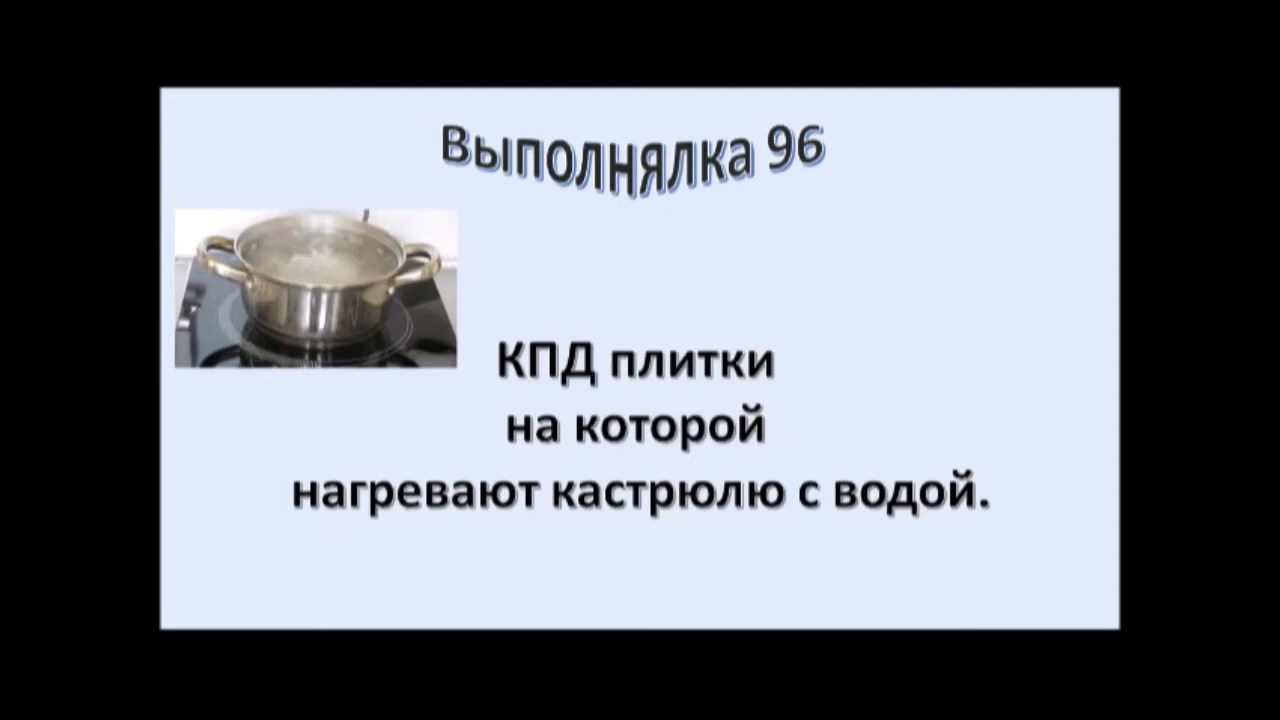 Выполнялка 96
КПД плитки
на которой
нагревают кастрюлю с водой.